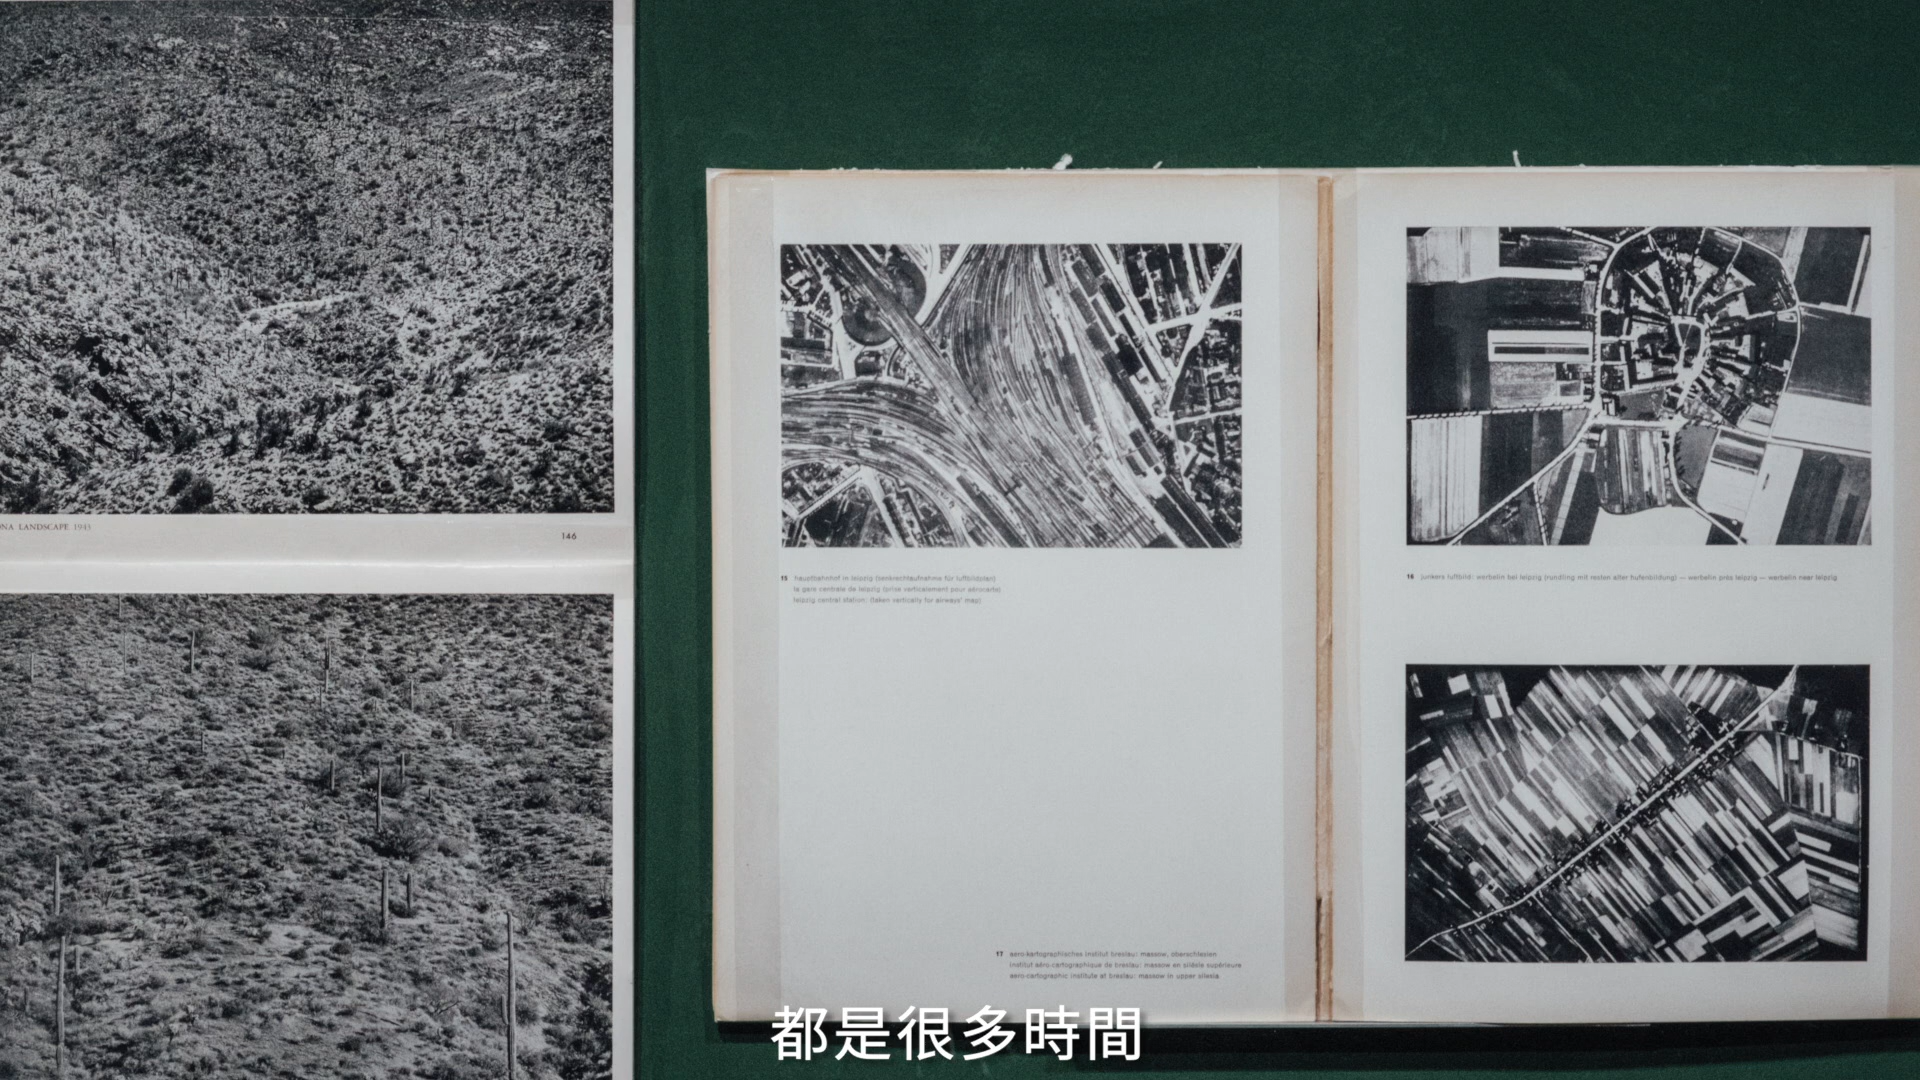 NA LANDSCAPE 1943
146
15 hauptbahnhof in leipzig (senkrechtaufnahme für luftbildplan)
la gare centrale de leipzig (prise verticalement pour aérocarte)
leipzig central station: (taken vertically for airways' map)
16 junkers luftbild: werbelin bei leipzig (rundling mit resten alter hufenbildung) — werbelin près leipzig — werbelin near leipzig
17 aero kartographisches institut breslau: massow, oberschlesien
institut aéro-cartographique de breslau: massow en silésie supérieure
aero-cartographic institute at breslau: massow in upper silesia
都是很多時間